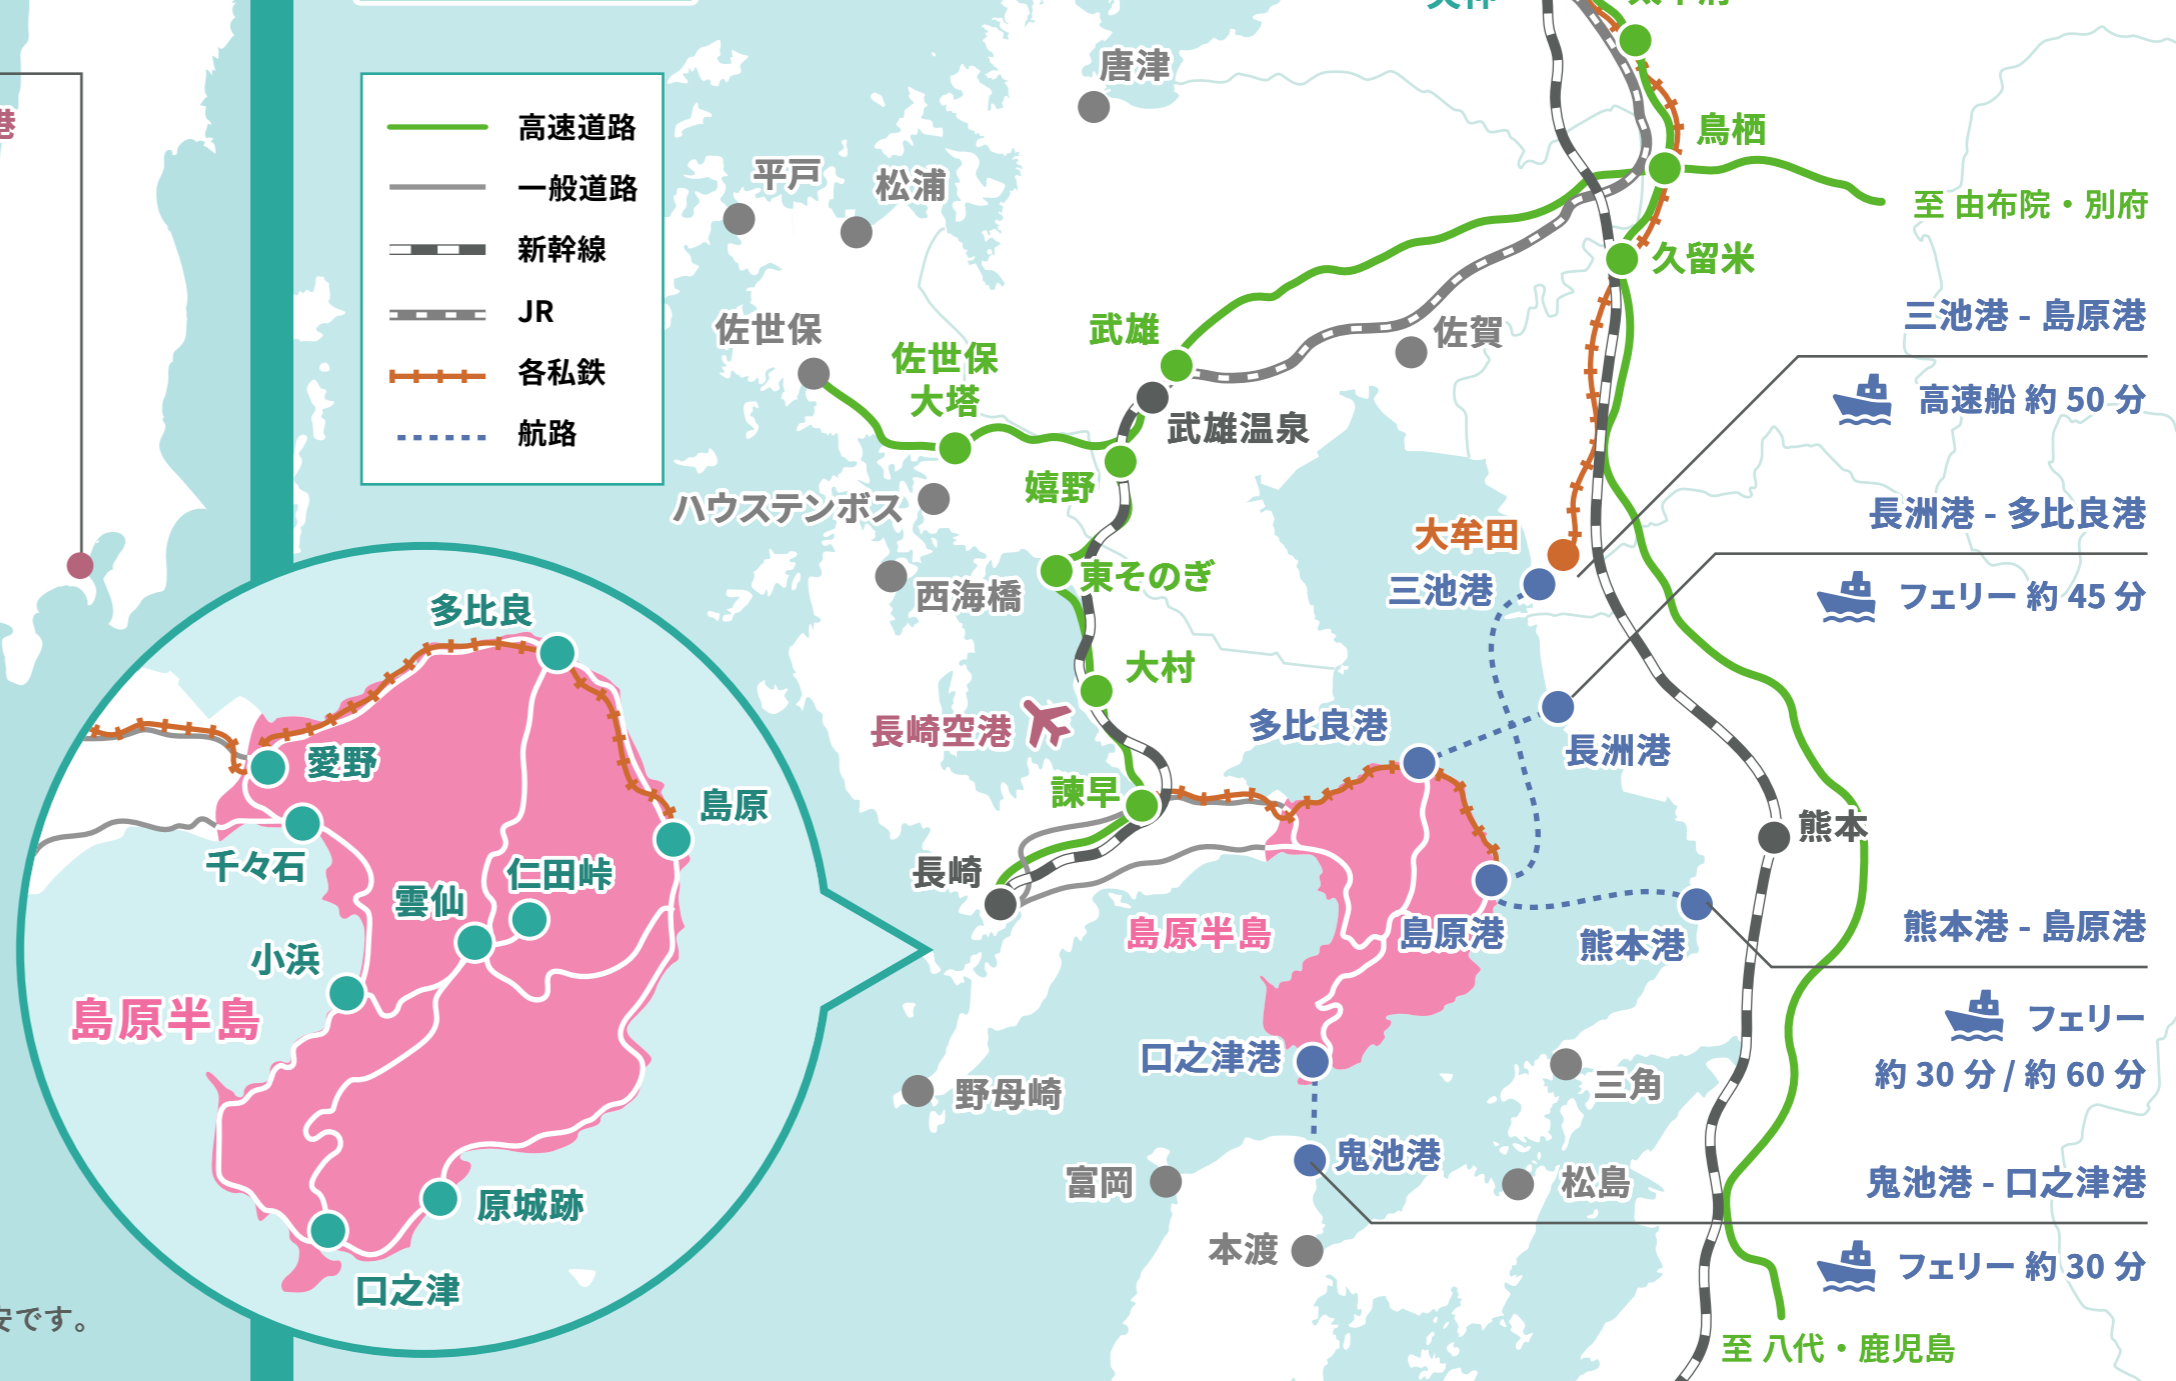 港
高速道路
一般道路
新幹線
JR
各私鉄
航路
唐津
平戸
松浦
鳥栖
至 由布院・別府
久留米
佐世保
佐世保
大塔
武雄
武雄温泉
佐賀
三池港 - 島原港
高速船 約 50 分
嬉野
ハウステンボス
大牟田
三池港
長洲港 - 多比良港
フェリー 約 45 分
東そのぎ
西海橋
大村
長崎空港
多比良港
長洲港
諫早
長崎
熊本
島原半島
島原港
熊本港
熊本港 - 島原港
フェリー
約 30 分 / 約 60 分
口之津港
野母崎
三角
鬼池港
富岡
松島
本渡
鬼池港 - 口之津港
フェリー 約 30 分
至 八代・鹿児島
多比良
愛野
島原
千々石
仁田峠
雲仙
小浜
島原半島
原城跡
口之津
安です。